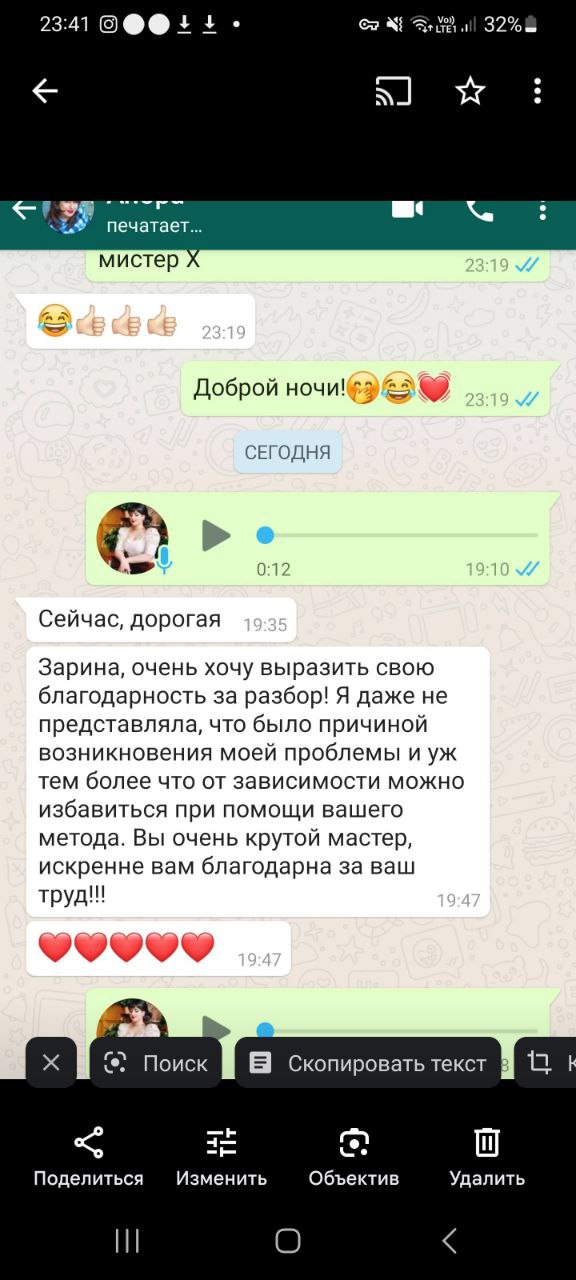 23:41
Vo))
LTE1
32%
печатает...
мистер Х
23:19
23:19
Доброй ночи!
23:19
СЕГОДНЯ
0:12
19:10
Сейчас, дорогая
19:35
Зарина, очень хочу выразить свою
благодарность за разбор! Я даже не
представляла, что было причиной
возникновения моей проблемы и уж
тем более что от зависимости можно
избавиться при помощи вашего
метода. Вы очень крутой мастер,
искренне вам благодарна за ваш
труд!!!
19:47
19:47
Поиск
Скопировать текст
Поделиться
Изменить
Объектив
Удалить